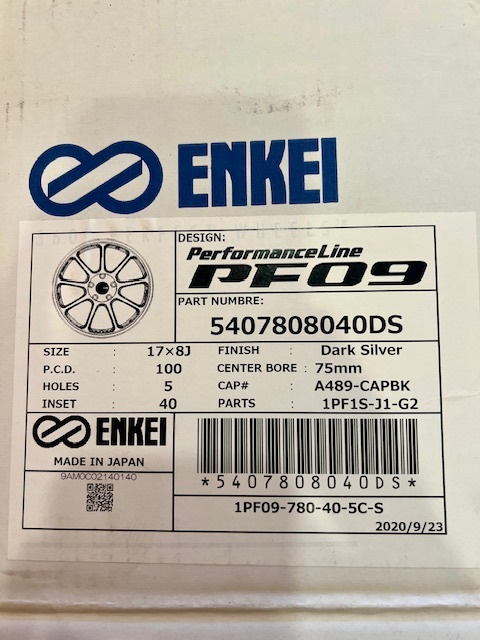 ENKEI
DESIGN:
PerformanceLine
PF09
PART NUMBRE:
5407808040DS
SIZE : 17×8J FINISH : Dark Silver
P.C.D. : 100 CENTER BORE : 75mm
HOLES : 5 CAP# : A489-CAPBK
INSET : 40 PARTS : 1PF1S-J1-G2
ENKEI
MADE IN JAPAN
9AM0C02140140
*5407808040DS*
1PF09-780-40-5C-S
2020/9/23